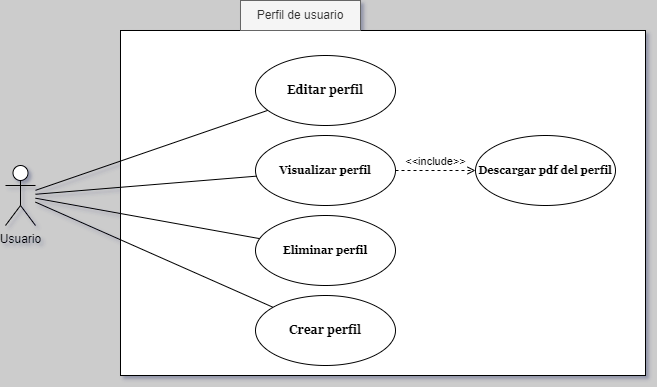 Perfil de usuario
Editar perfil
Visualizar perfil
<<include>>
Descargar pdf del perfil
Usuario
Eliminar perfil
Crear perfil